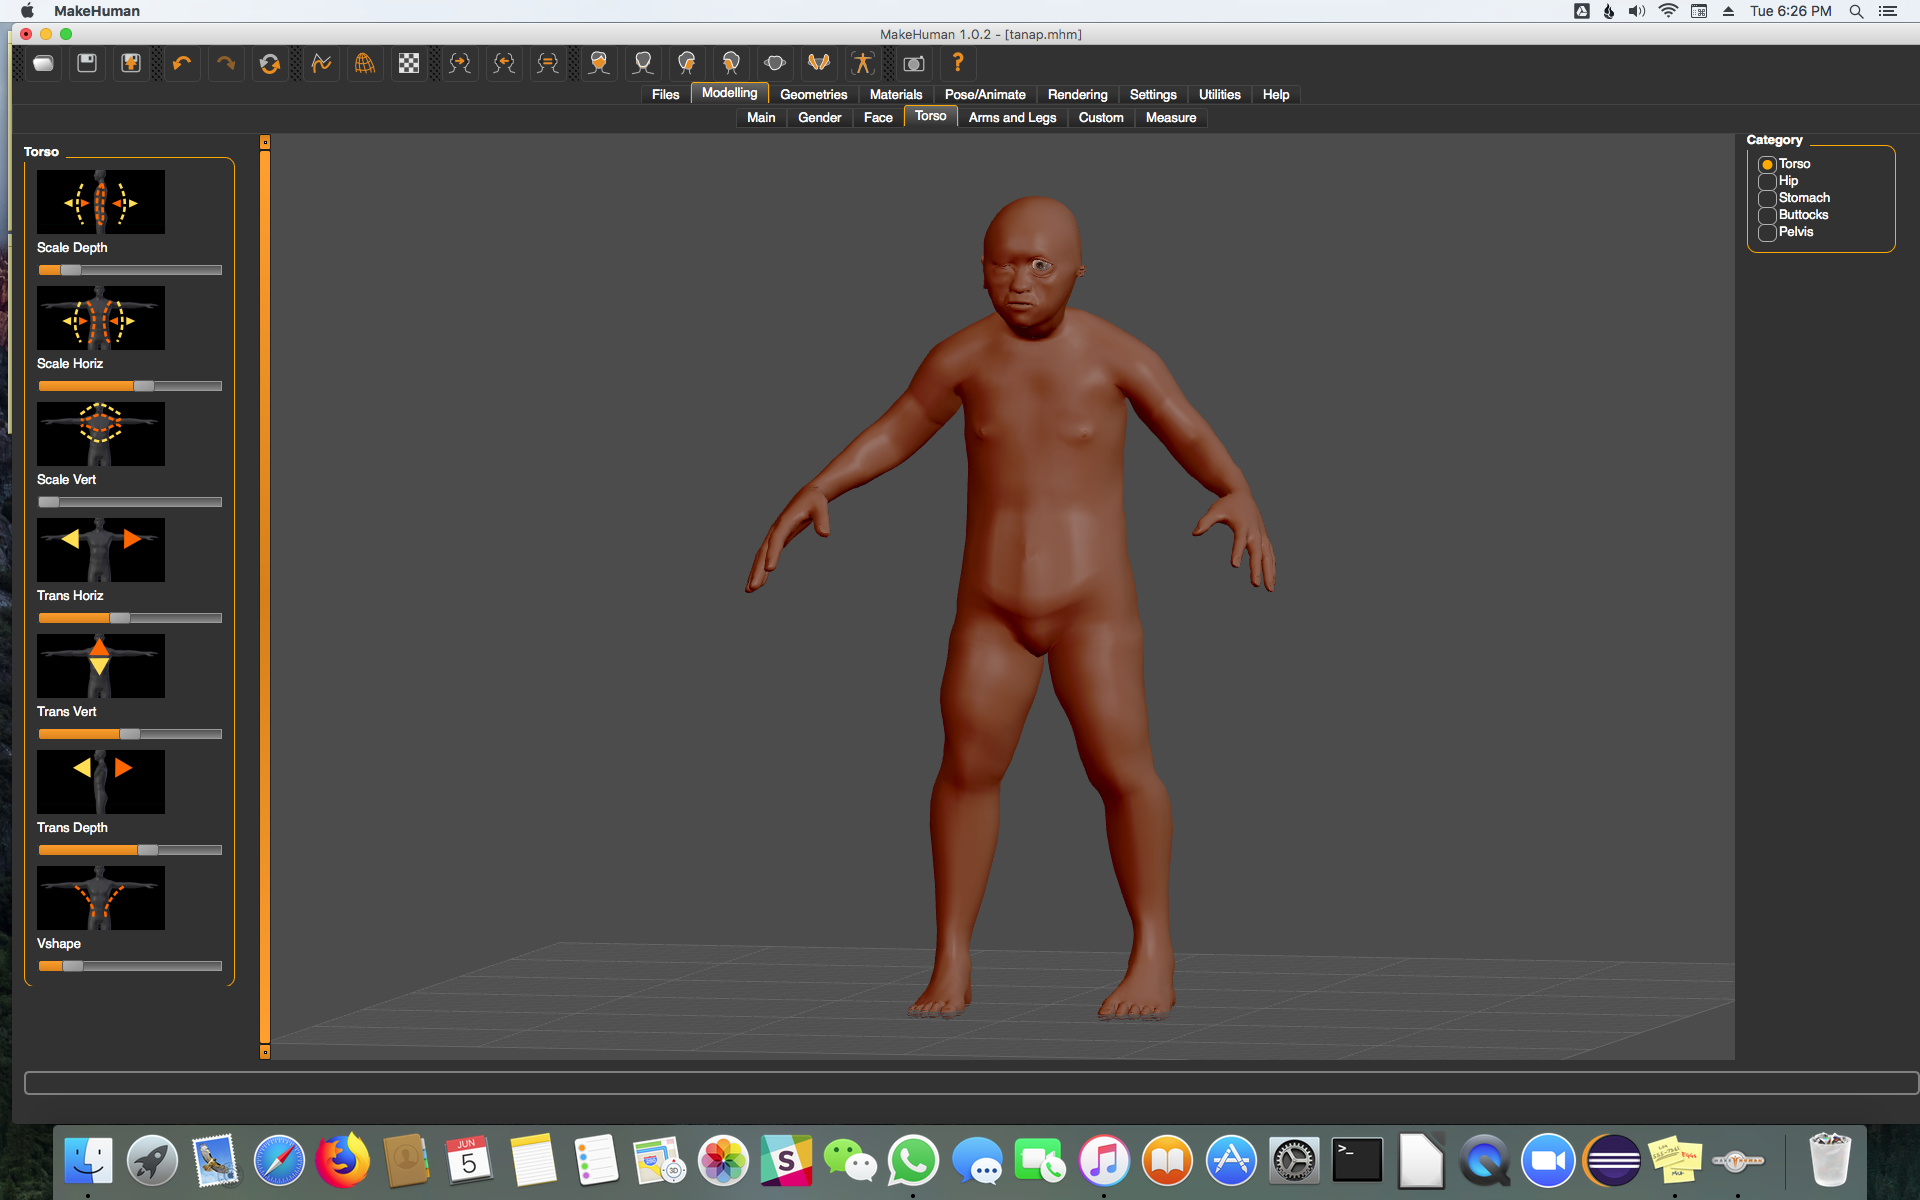 MakeHuman
Tue 6:26 PM
MakeHuman 1.0.2 - [tanap.mhm]
Files Modelling Geometries Materials Pose/Animate Rendering Settings Utilities Help
Main Gender Face Torso Arms and Legs Custom Measure
Torso
Scale Depth
Scale Horiz
Scale Vert
Trans Horiz
Trans Vert
Trans Depth
Vshape
Category
Torso
Hip
Stomach
Buttocks
Pelvis
JUN
5
3D
S
>_